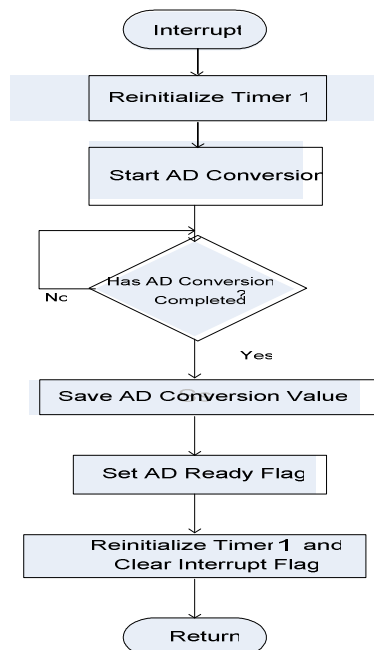 Interrupt
Reinitialize Timer 1
Start AD Conversion
Has AD Conversion
Completed?
No
Yes
Save AD Conversion Value
Set AD Ready Flag
Reinitialize Timer 1 and
Clear Interrupt Flag
Return